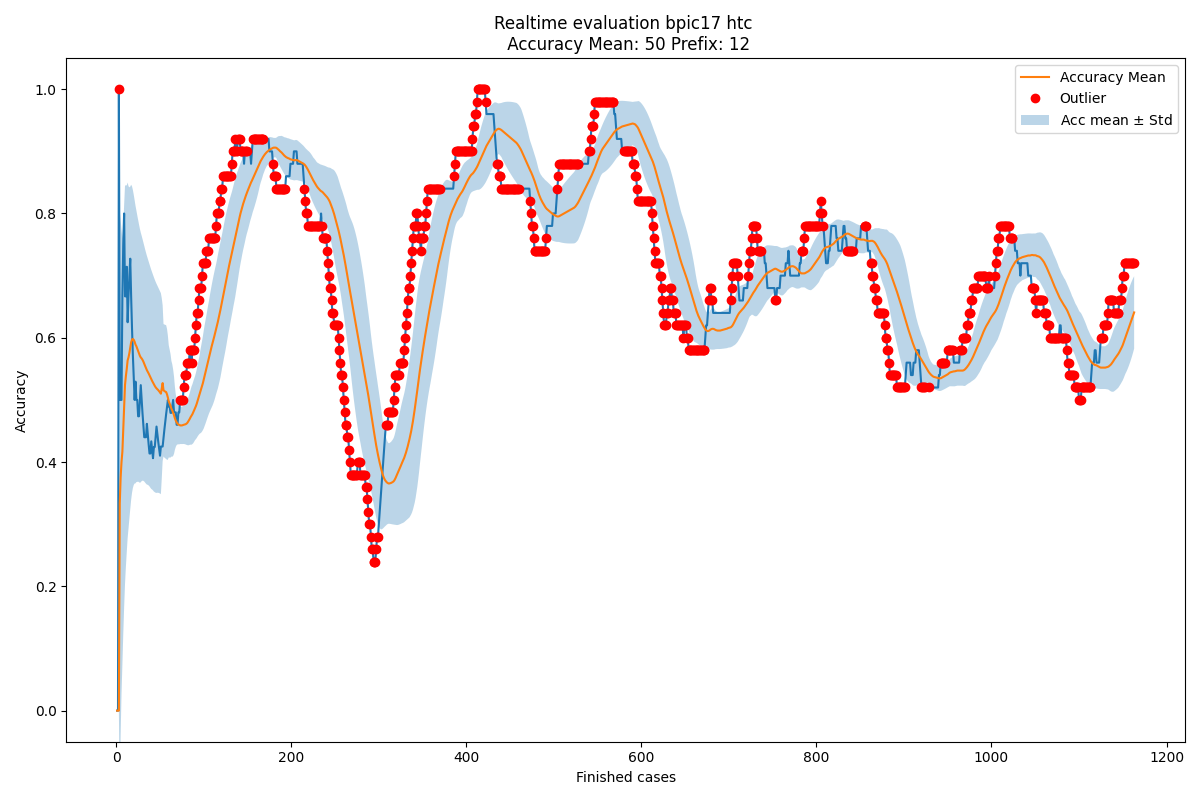 Realtime evaluation bpic17 htc
Accuracy Mean: 50 Prefix: 12
Accuracy Mean
Outlier
Acc mean ± Std
1.0
0.8
0.6
0.4
0.2
0.0
Accuracy
0 200 400 600 800 1000 1200
Finished cases